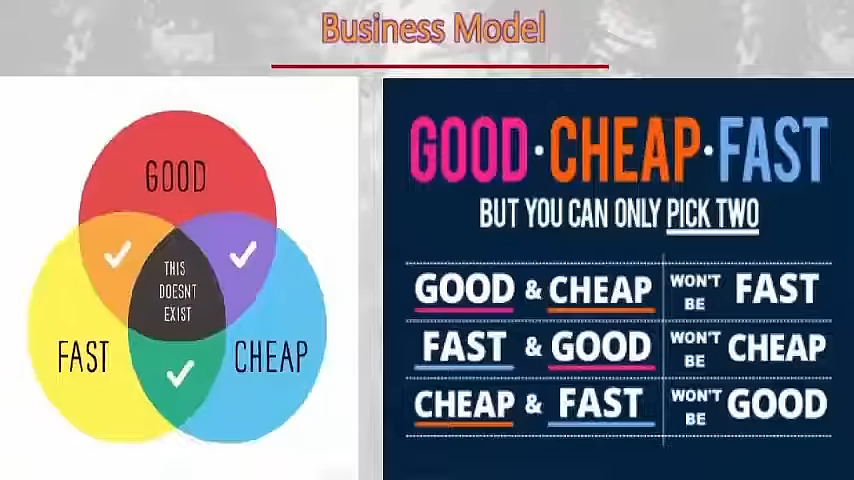 Business Model
GOOD
THIS
DOESNT
EXIST
FAST
CHEAP
GOOD·CHEAP·FAST
BUT YOU CAN ONLY PICK TWO
GOOD & CHEAP WON'T BE FAST
FAST & GOOD WON'T BE CHEAP
CHEAP & FAST WON'T BE GOOD